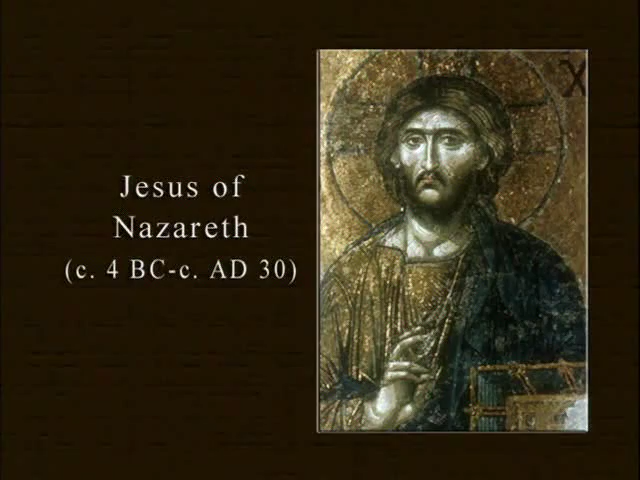 Jesus of
Nazareth
(c. 4 BC-c. AD 30)
X